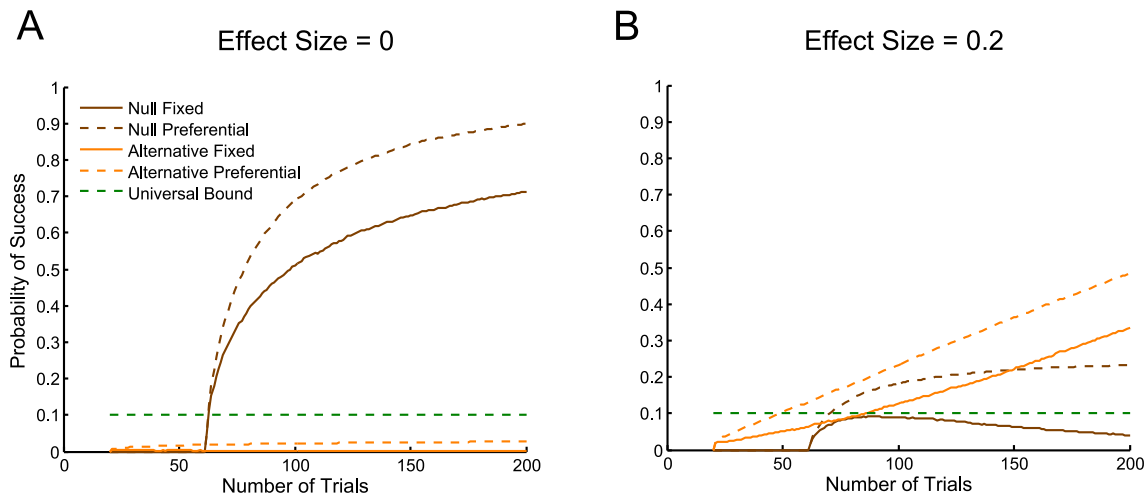 A
Effect Size = 0
Probability of Success
1
0.9
0.8
0.7
0.6
0.5
0.4
0.3
0.2
0.1
0
Null Fixed
Null Preferential
Alternative Fixed
Alternative Preferential
Universal Bound
0
50
100
150
200
Number of Trials
B
Effect Size = 0.2
1
0.9
0.8
0.7
0.6
0.5
0.4
0.3
0.2
0.1
0
0
50
100
150
200
Number of Trials